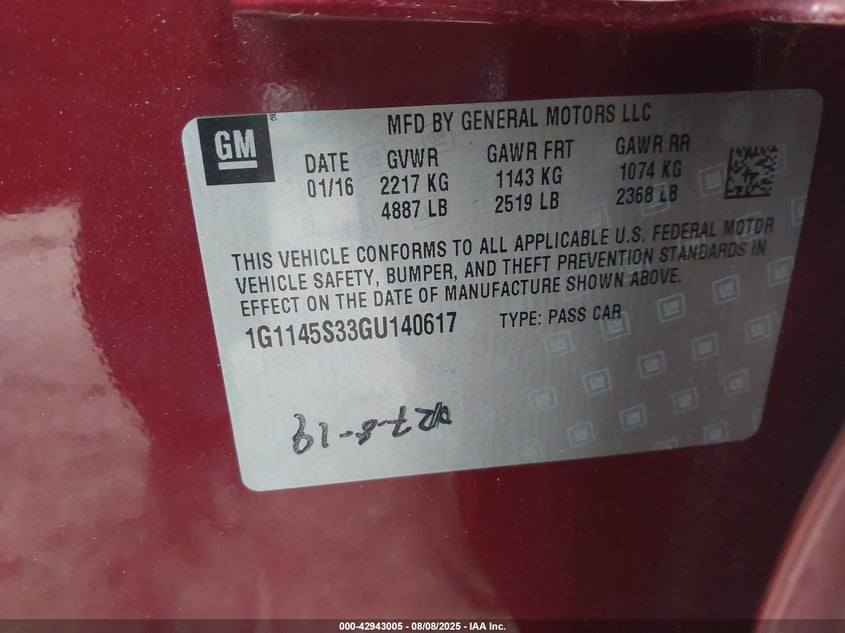 GM
MFD BY GENERAL MOTORS LLC
DATE GVWR GAWR FRT GAWR RR
01/16 2217 KG 1143 KG 1074 KG
4887 LB 2519 LB 2368 LB
THIS VEHICLE CONFORMS TO ALL APPLICABLE U.S. FEDERAL MOTOR
VEHICLE SAFETY, BUMPER, AND THEFT PREVENTION STANDARDS IN
EFFECT ON THE DATE OF MANUFACTURE SHOWN ABOVE.
1G1145S33GU140617 TYPE: PASS CAR
000-42943005 - 08/08/2025 - IAA Inc.